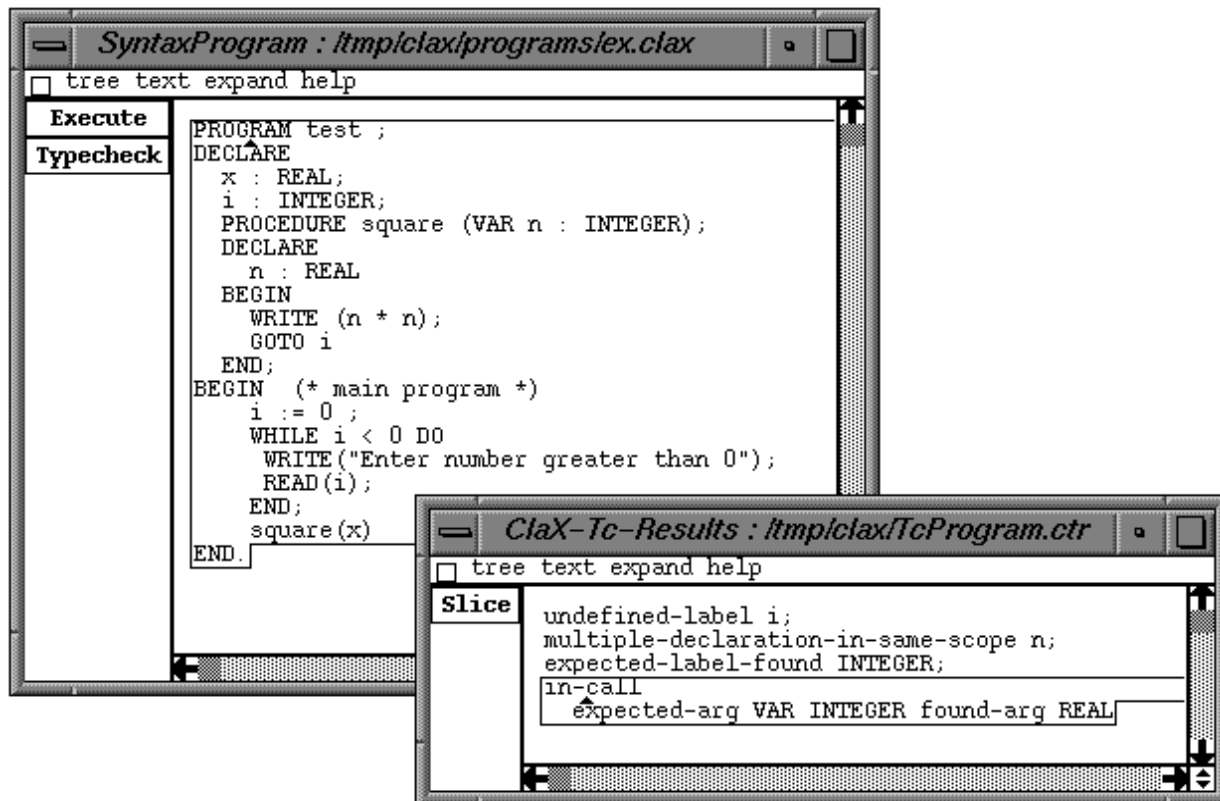 SyntaxProgram : /tmp/clax/programs/ex.clax
tree text expand help
Execute
Typecheck
PROGRAM test ;
DECLARE
x : REAL;
i : INTEGER;
PROCEDURE square (VAR n : INTEGER);
DECLARE
n : REAL
BEGIN
WRITE (n * n);
GOTO i
END;
BEGIN (* main program *)
i := 0 ;
WHILE i < 0 DO
WRITE("Enter number greater than 0");
READ(i);
END;
square(x)
END.
ClaX-Tc-Results : /tmp/clax/TcProgram.ctr
tree text expand help
Slice
undefined-label i;
multiple-declaration-in-same-scope n;
expected-label-found INTEGER;
in-call
expected-arg VAR INTEGER found-arg REAL